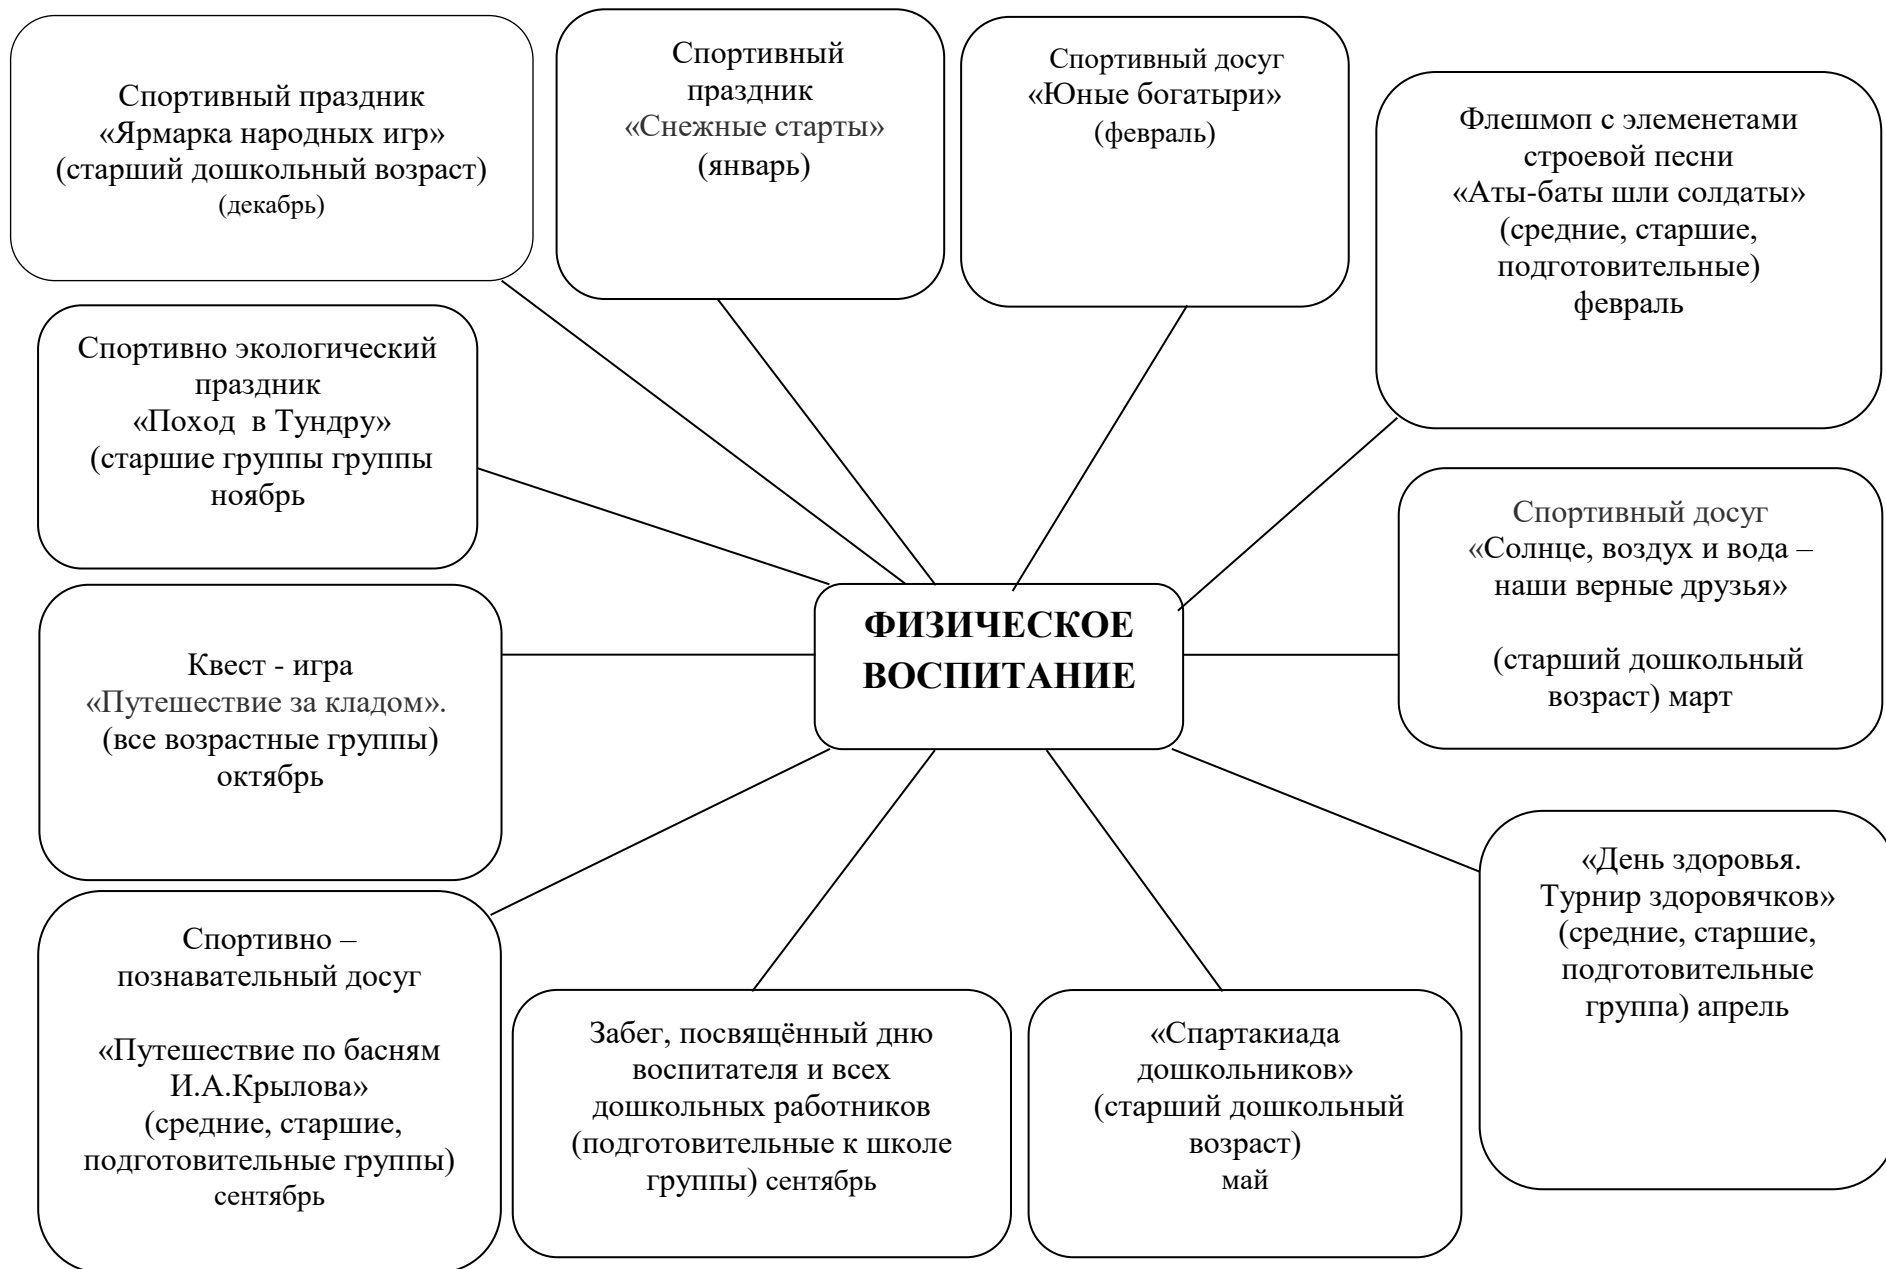 Спортивный праздник
«Ярмарка народных игр»
(старший дошкольный возраст)
(декабрь)
Спортивный
праздник
«Снежные старты»
(январь)
Спортивный досуг
«Юные богатыри»
(февраль)
Флешмоп с элеменетами
строевой песни
«Аты-баты шли солдаты»
(средние, старшие,
подготовительные)
февраль
Спортивно экологический
праздник
«Поход в Тундру»
(старшие группы группы
ноябрь
Спортивный досуг
«Солнце, воздух и вода –
наши верные друзья»
(старший дошкольный
возраст) март
ФИЗИЧЕСКОЕ
ВОСПИТАНИЕ
Квест - игра
«Путешествие за кладом».
(все возрастные группы)
октябрь
«День здоровья.
Турнир здоровячков»
(средние, старшие,
подготовительные
группа) апрель
Спортивно –
познавательный досуг
«Путешествие по басням
И.А.Крылова»
(средние, старшие,
подготовительные группы)
сентябрь
Забег, посвящённый дню
воспитателя и всех
дошкольных работников
(подготовительные к школе
группы) сентябрь
«Спартакиада
дошкольников»
(старший дошкольный
возраст)
май